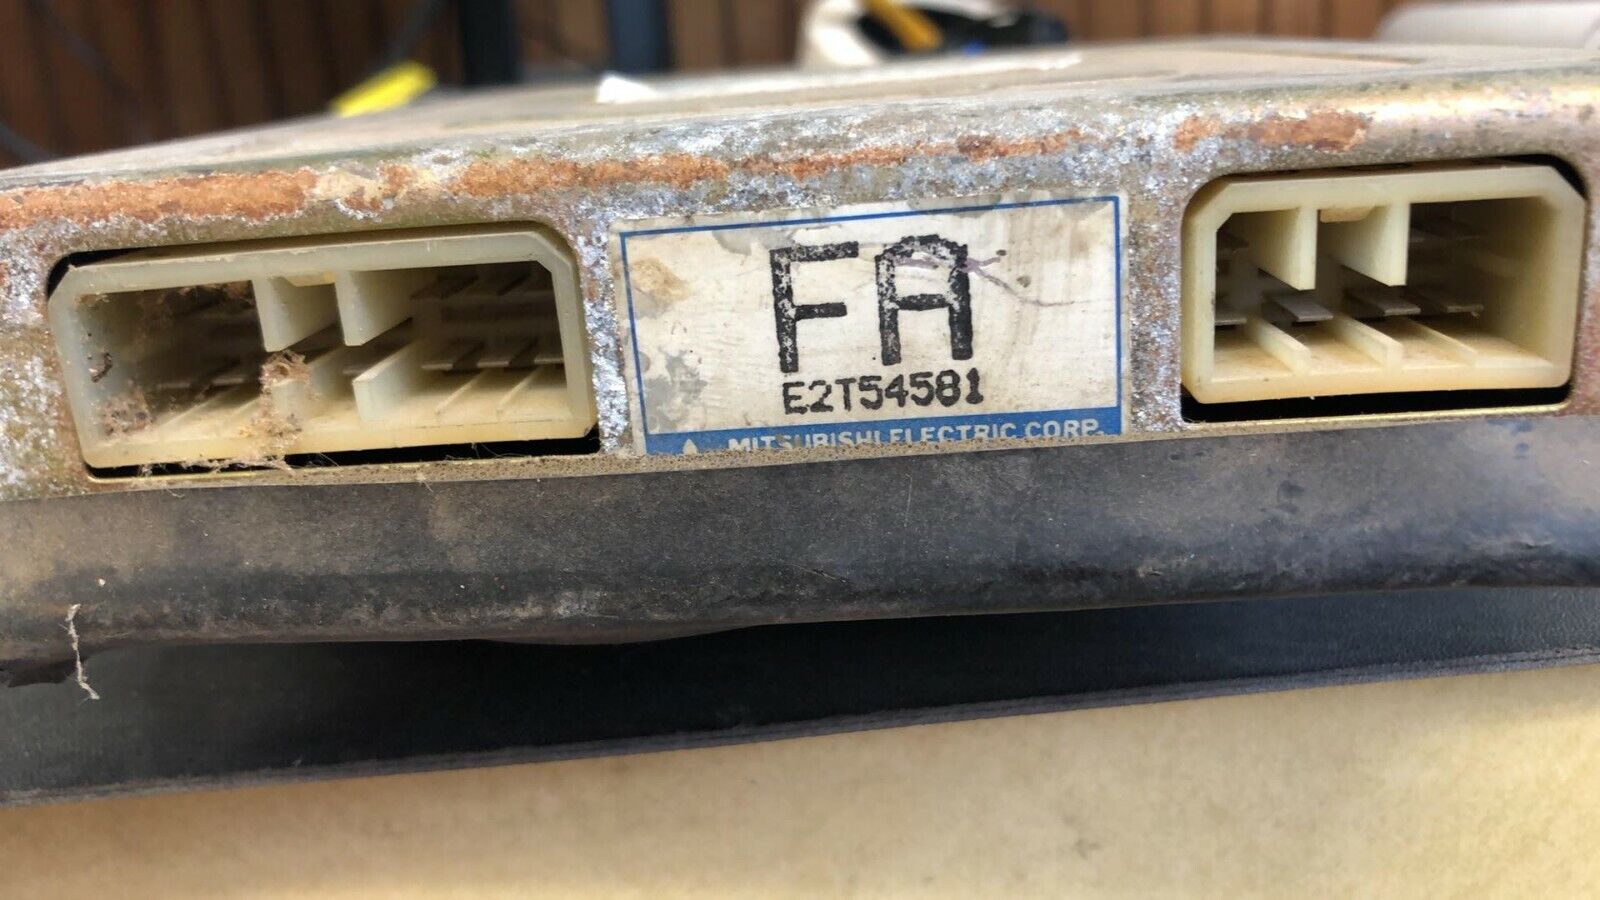 FA
E2T54581
MITSUBISHI ELECTRIC CORP.